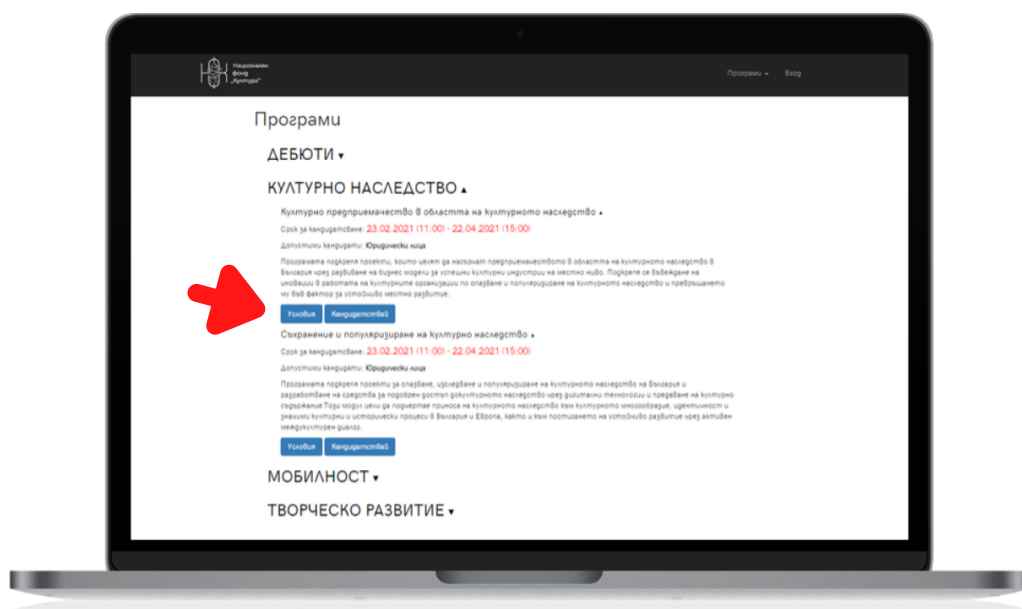 Национален
фонд
„Култура“
Програми
Вход
Програми
ДЕБЮТИ
КУЛТУРНО НАСЛЕДСТВО
Културно предприемачество в областта на културното наследство
Срок за кандидатстване: 23.02.2021 (11:00) - 22.04.2021 (15:00)
Допустими кандидати: Юридически лица
Програмата подкрепя проекти, които целят да насърчат предприемачеството в областта на културното наследство в
България чрез развиване на бизнес модели за успешни културни индустрии на местно ниво. Подкрепя се въвеждане на
иновации в работата на културните организации по опазване и популяризиране на културното наследство и превръщането
му във фактор за устойчиво местно развитие.
Условия Кандидатствай
Съхранение и популяризиране на културно наследство
Срок за кандидатстване: 23.02.2021 (11:00) - 22.04.2021 (15:00)
Допустими кандидати: Юридически лица
Програмата подкрепя проекти за опазване, изследване и популяризиране на културното наследство на България и
разработване на средства за подобрен достъп докултурното наследство чрез дигитални технологии и предаване на културно
съдържание.Този модул цели да подчертае приноса на културното наследство към културното многообразие, идентичност и
значими културни и исторически процеси в България и Европа, както и към постигането на устойчиво развитие чрез активен
междукултурен диалог.
Условия Кандидатствай
МОБИЛНОСТ
ТВОРЧЕСКО РАЗВИТИЕ